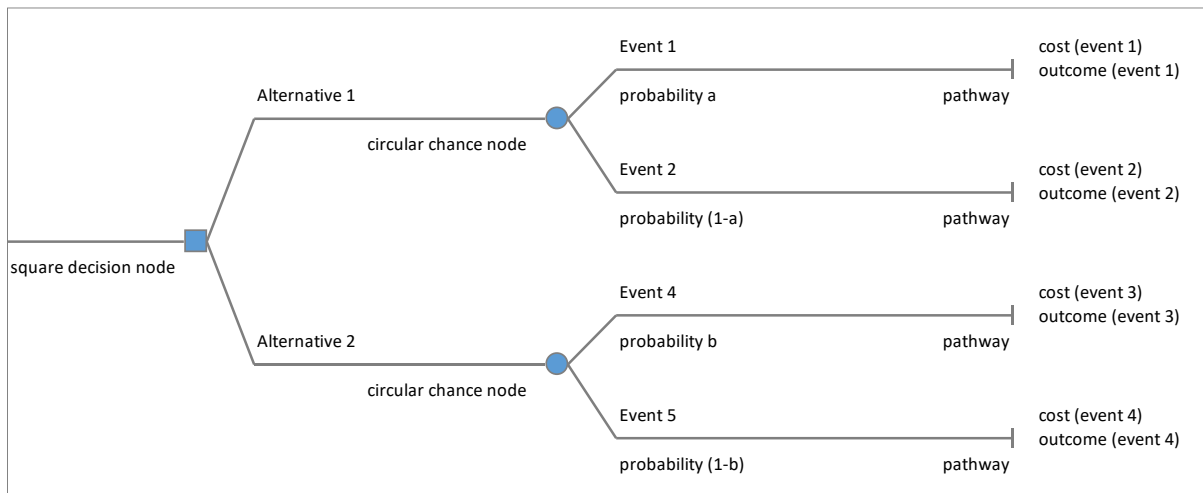 Event 1
cost (event 1)
outcome (event 1)
probability a
pathway
Alternative 1
circular chance node
Event 2
cost (event 2)
outcome (event 2)
probability (1-a)
pathway
square decision node
Event 4
cost (event 3)
outcome (event 3)
probability b
pathway
Alternative 2
circular chance node
Event 5
cost (event 4)
outcome (event 4)
probability (1-b)
pathway